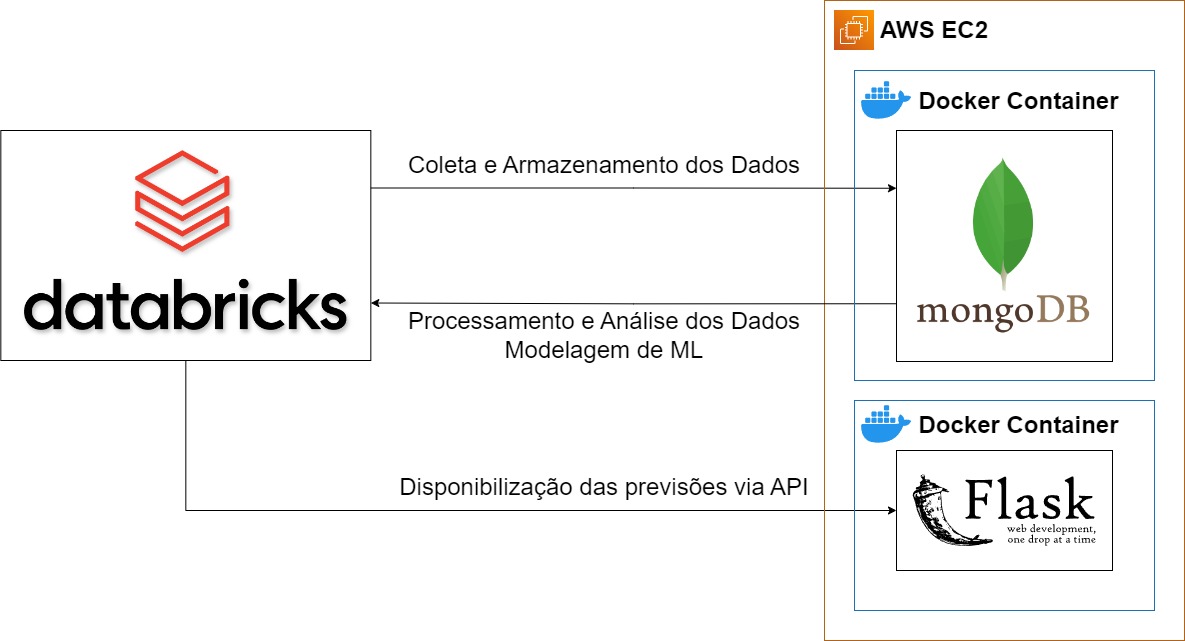 AWS EC2
Docker Container
Coleta e Armazenamento dos Dados
databricks
mongoDB
Processamento e Análise dos Dados
Modelagem de ML
Docker Container
Disponibilização das previsões via API
Flask
web development,
one drop at a time